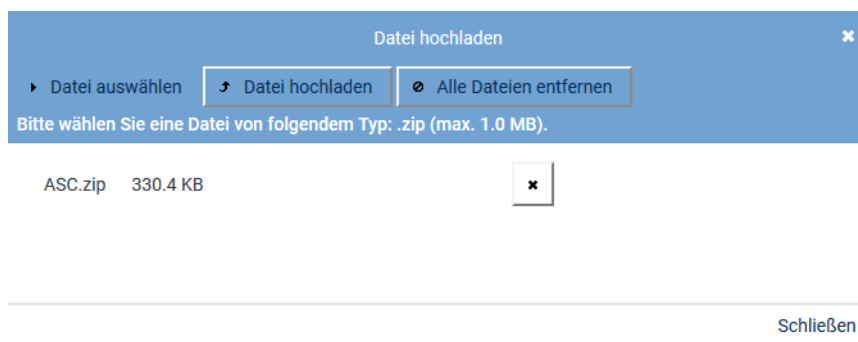 Datei hochladen
Datei auswählen Datei hochladen Alle Dateien entfernen
Bitte wählen Sie eine Datei von folgendem Typ: .zip (max. 1.0 MB).
ASC.zip 330.4 KB
Schließen